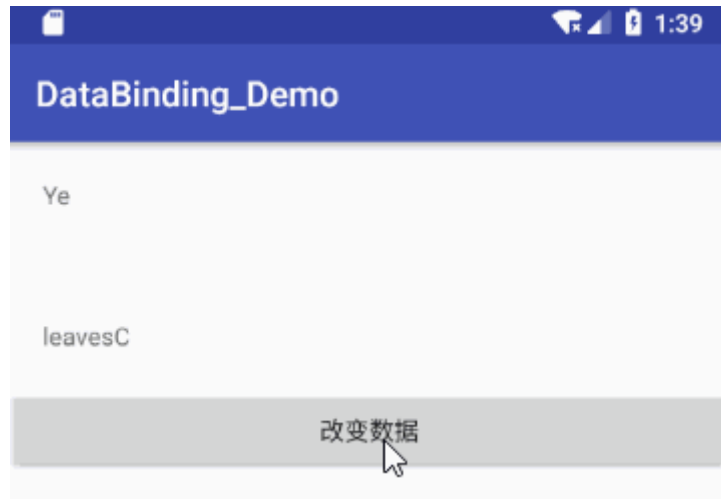 1:39
DataBinding_Demo
Ye
leavesC
改变数据